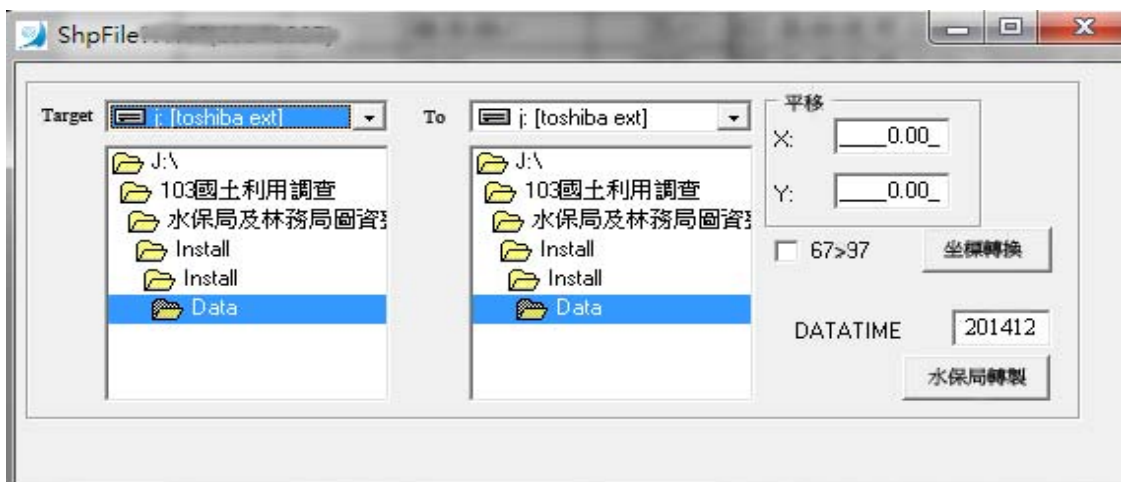 ShpFile
Target
j: [toshiba ext]
To
j: [toshiba ext]
平移
X:
0.00
Y:
0.00
J:\
103國土利用調查
水保局及林務局圖資
Install
Install
Data
J:\
103國土利用調查
水保局及林務局圖資
Install
Install
Data
67>97
坐標轉換
DATATIME
201412
水保局轉製